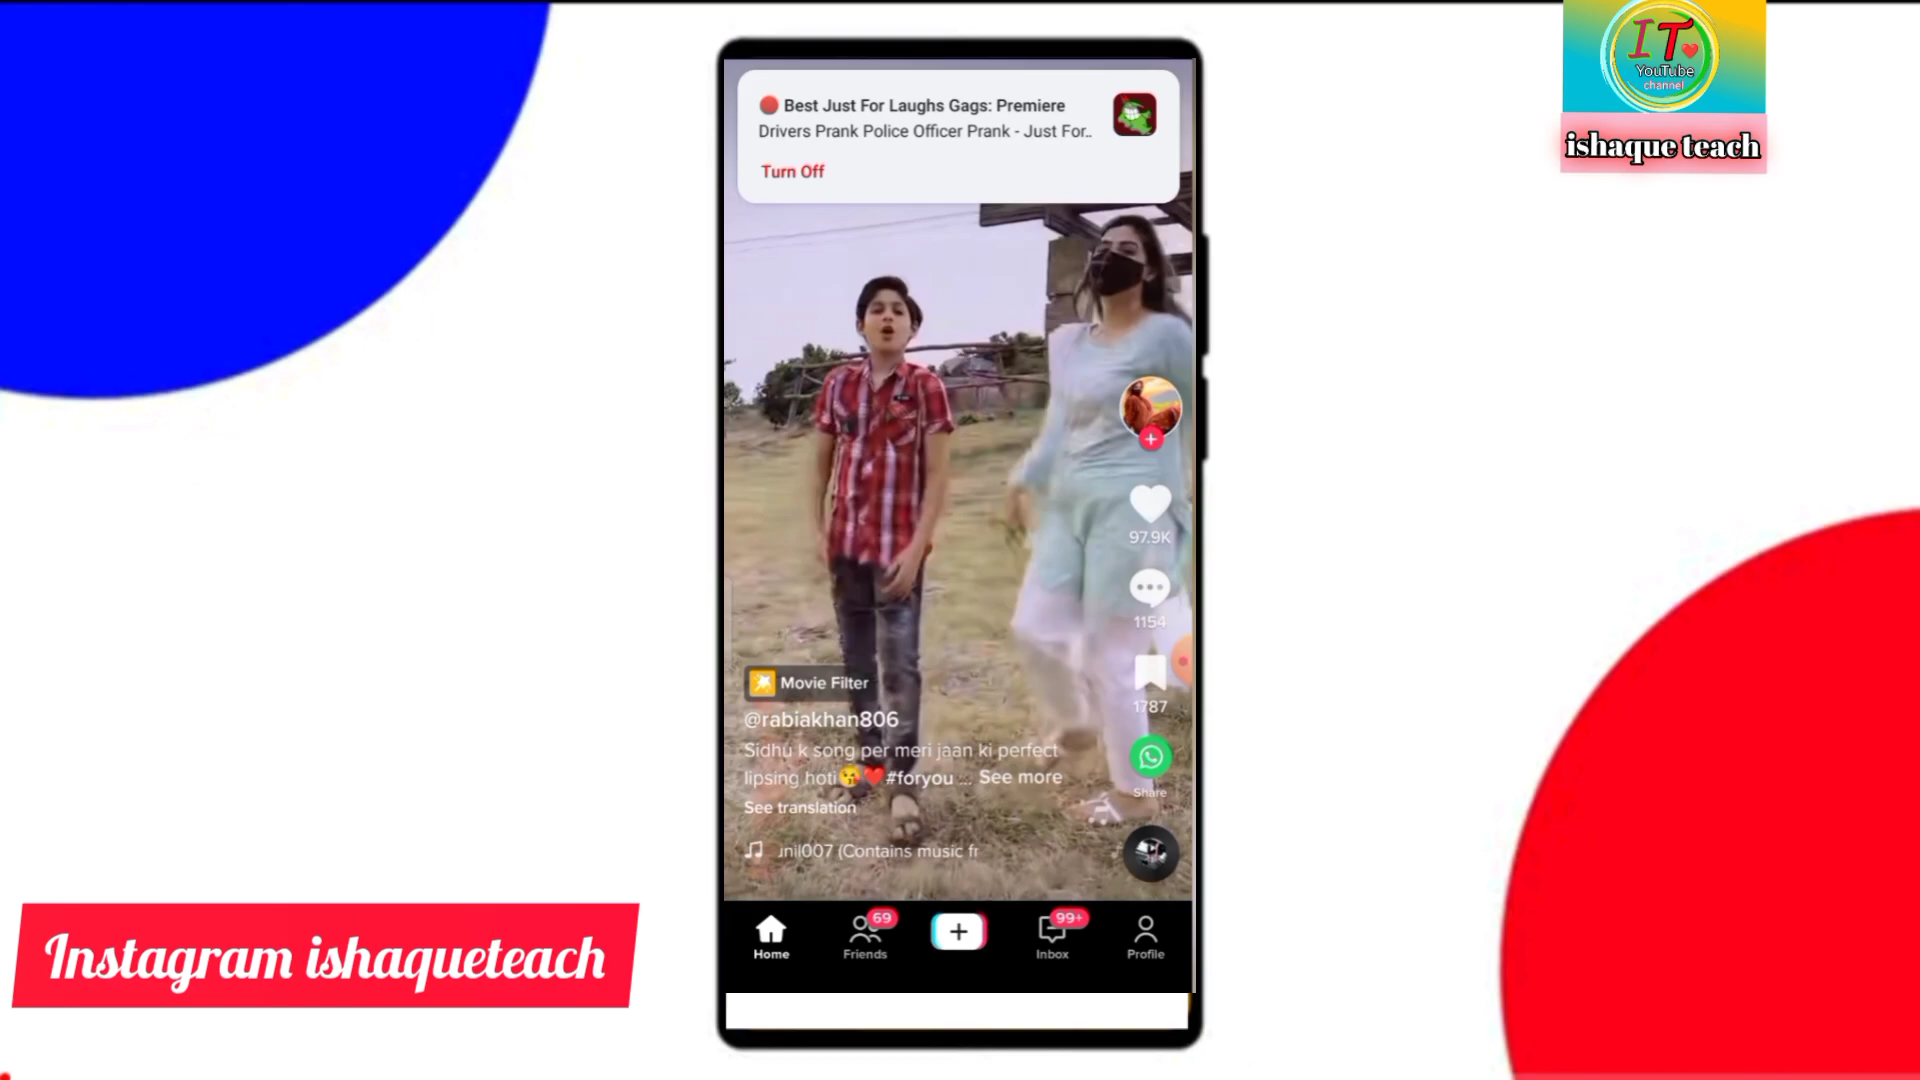 IT
YouTube
channel
ishaque teach
Best Just For Laughs Gags: Premiere
Drivers Prank Police Officer Prank - Just For..
Turn Off
97.9K
1154
1787
Share
Movie Filter
@rabiakhan806
Sidhu k song per meri jaan ki perfect
lipsing hoti😘❤️#foryou ... See more
See translation
ınil007 (Contains music fr
69
99+
Home
Friends
Inbox
Profile
Instagram ishaqueteach